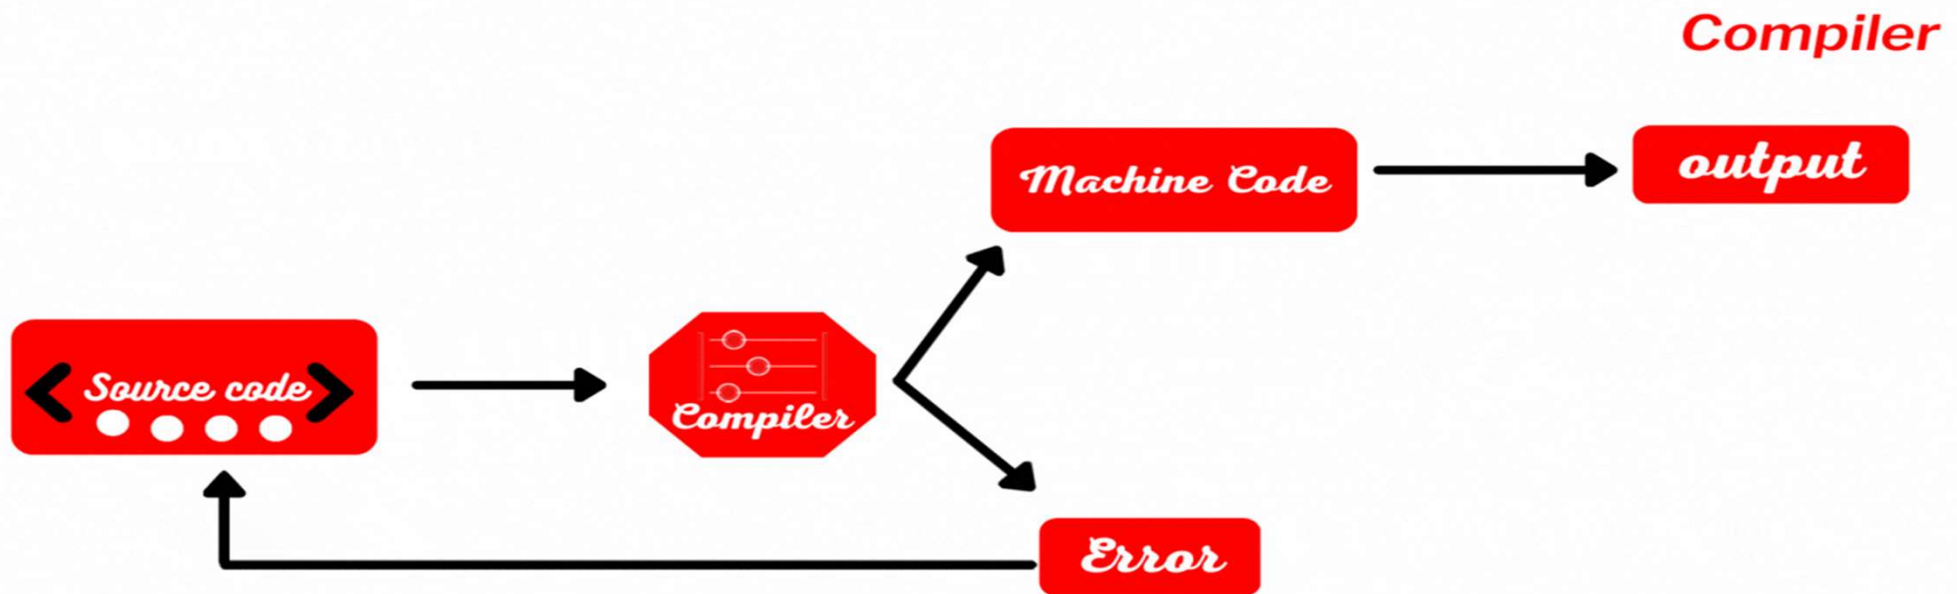 Compiler
Machine Code
output
Source code
Compiler
Error